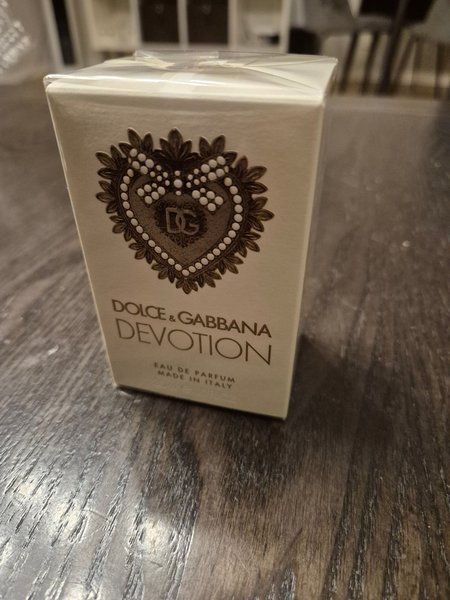 DG
DOLCE & GABBANA
DEVOTION
EAU DE PARFUM
MADE IN ITALY